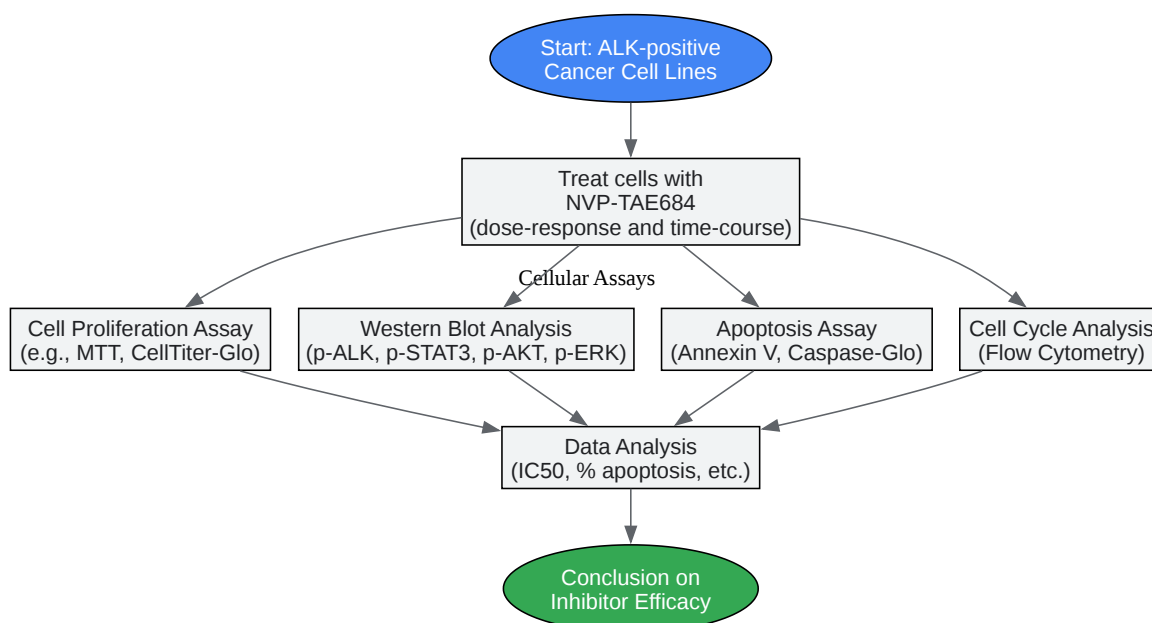 Start: ALK-positive
Cancer Cell Lines
Treat cells with
NVP-TAE684
(dose-response and time-course)
Cellular Assays
Cell Proliferation Assay
(e.g., MTT, CellTiter-Glo)
Western Blot Analysis
(p-ALK, p-STAT3, p-AKT, p-ERK)
Apoptosis Assay
(Annexin V, Caspase-Glo)
Cell Cycle Analysis
(Flow Cytometry)
Data Analysis
(IC50, % apoptosis, etc.)
Conclusion on
Inhibitor Efficacy